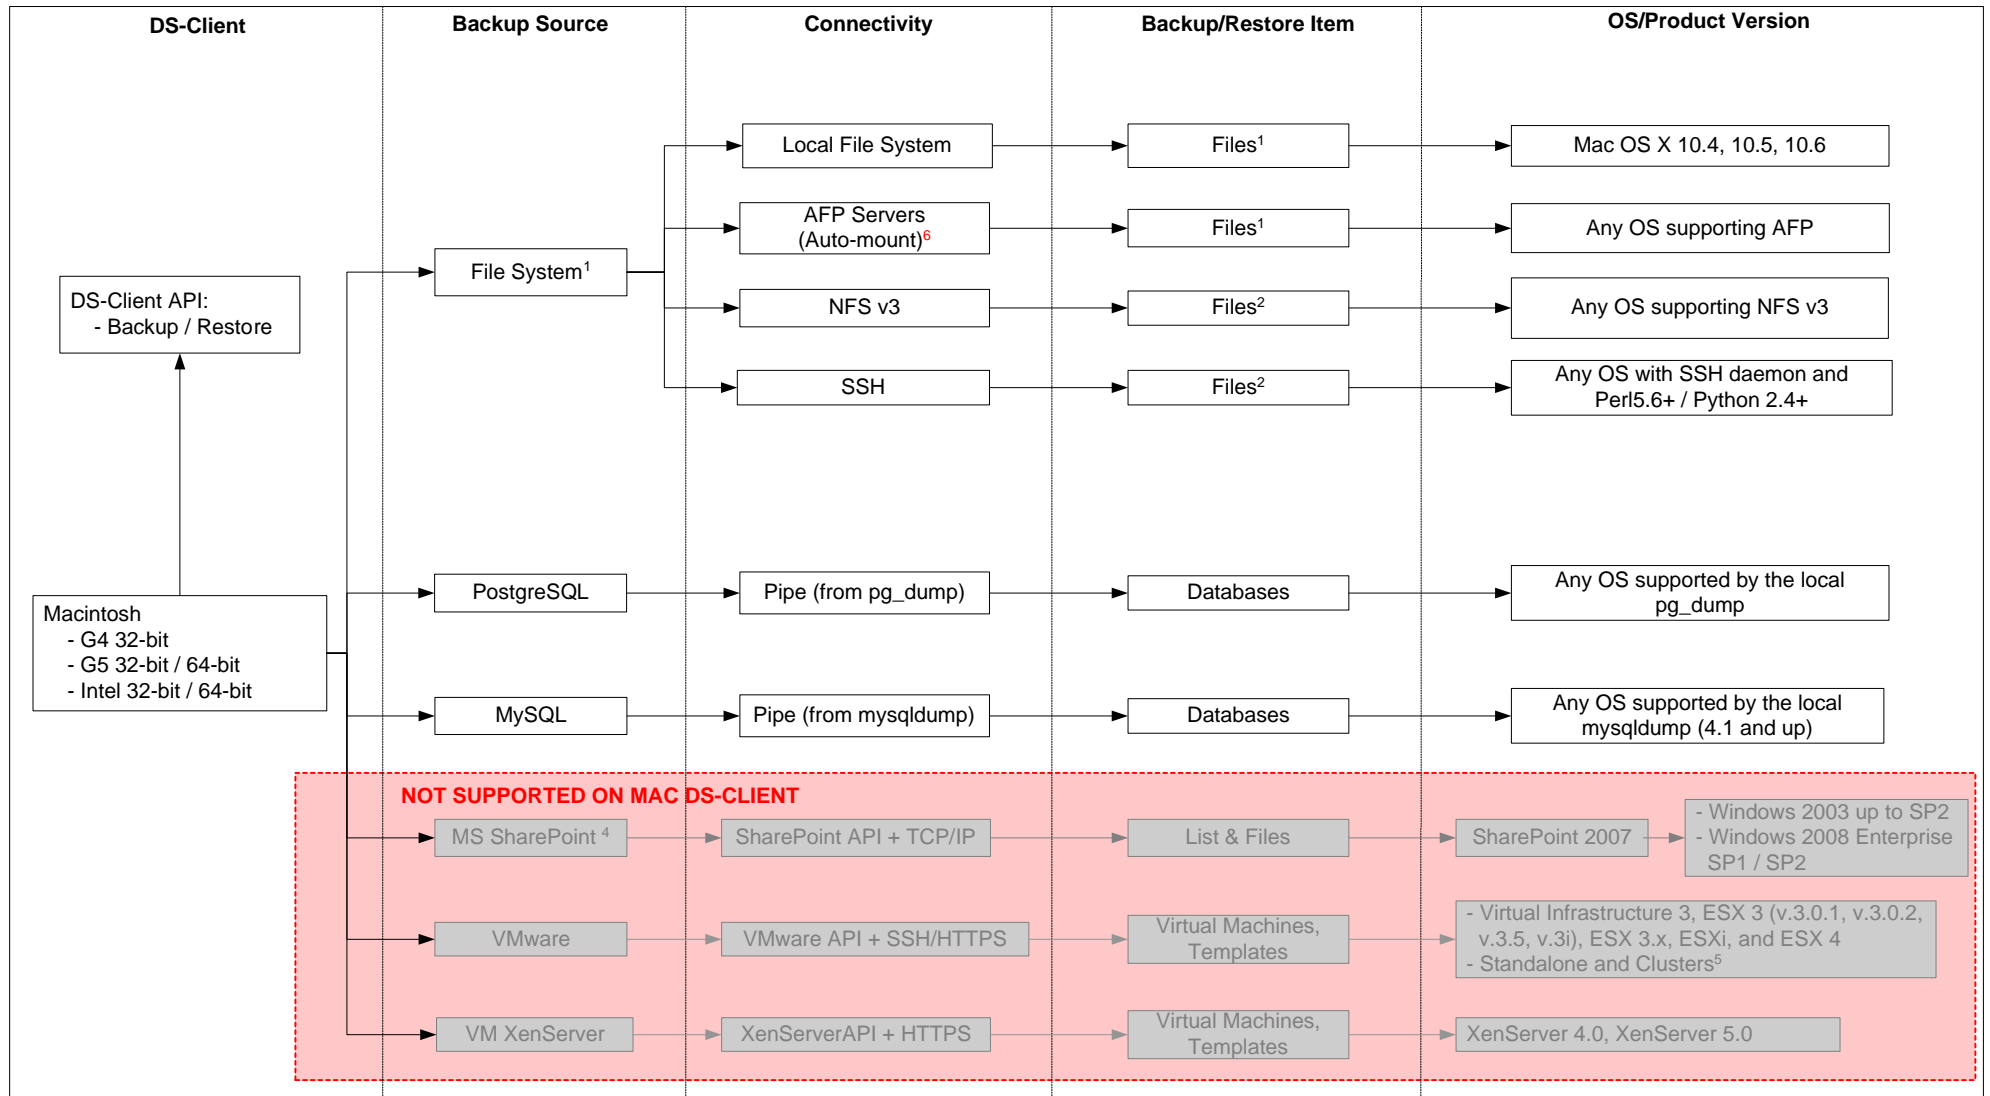 DS-Client
Backup Source
Connectivity
Backup/Restore Item
OS/Product Version
Local File System
Files¹
Mac OS X 10.4, 10.5, 10.6
AFP Servers
(Auto-mount)⁶
Files¹
Any OS supporting AFP
File System¹
DS-Client API:
- Backup / Restore
NFS v3
Files²
Any OS supporting NFS v3
SSH
Files²
Any OS with SSH daemon and
Perl5.6+ / Python 2.4+
PostgreSQL
Pipe (from pg_dump)
Databases
Any OS supported by the local
pg_dump
Macintosh
- G4 32-bit
- G5 32-bit / 64-bit
- Intel 32-bit / 64-bit
MySQL
Pipe (from mysqldump)
Databases
Any OS supported by the local
mysqldump (4.1 and up)
NOT SUPPORTED ON MAC DS-CLIENT
MS SharePoint ⁴
SharePoint API + TCP/IP
List & Files
SharePoint 2007
- Windows 2003 up to SP2
- Windows 2008 Enterprise
SP1 / SP2
VMware
VMware API + SSH/HTTPS
Virtual Machines,
Templates
- Virtual Infrastructure 3, ESX 3 (v.3.0.1, v.3.0.2,
v.3.5, v.3i), ESX 3.x, ESXi, and ESX 4
- Standalone and Clusters⁵
VM XenServer
XenServerAPI + HTTPS
Virtual Machines,
Templates
XenServer 4.0, XenServer 5.0